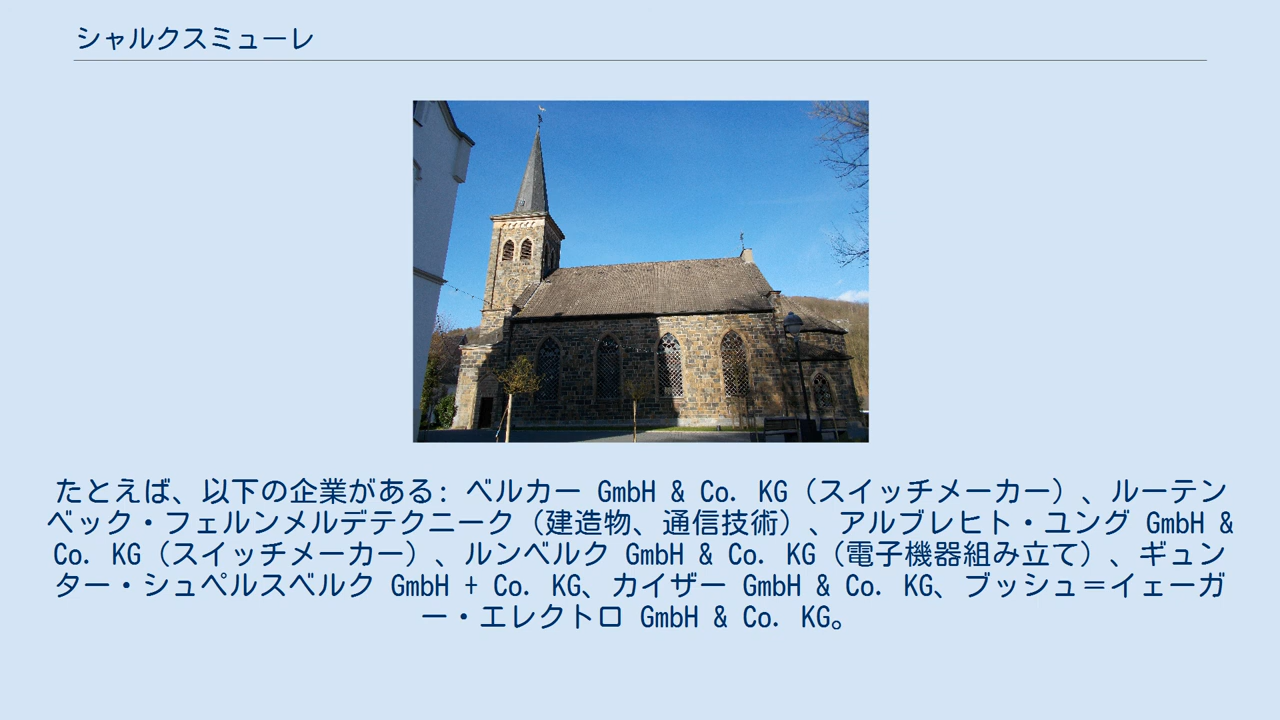 シャルクスミューレ
たとえば、以下の企業がある: ベルカー GmbH & Co. KG（スイッチメーカー）、ルーテン
ベック・フェルンメルデテクニーク（建造物、通信技術）、アルブレヒト・ユング GmbH &
Co. KG（スイッチメーカー）、ルンベルク GmbH & Co. KG（電子機器組み立て）、ギュン
ター・シュペルスベルク GmbH + Co. KG、カイザー GmbH & Co. KG、ブッシュ＝イェーガ
ー・エレクトロ GmbH & Co. KG。